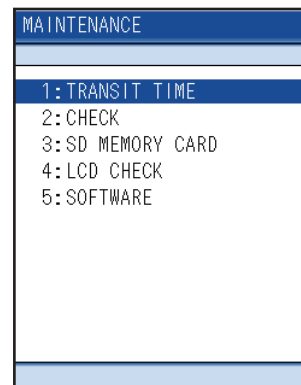 MAINTENANCE
1:TRANSIT TIME
2:CHECK
3:SD MEMORY CARD
4:LCD CHECK
5:SOFTWARE